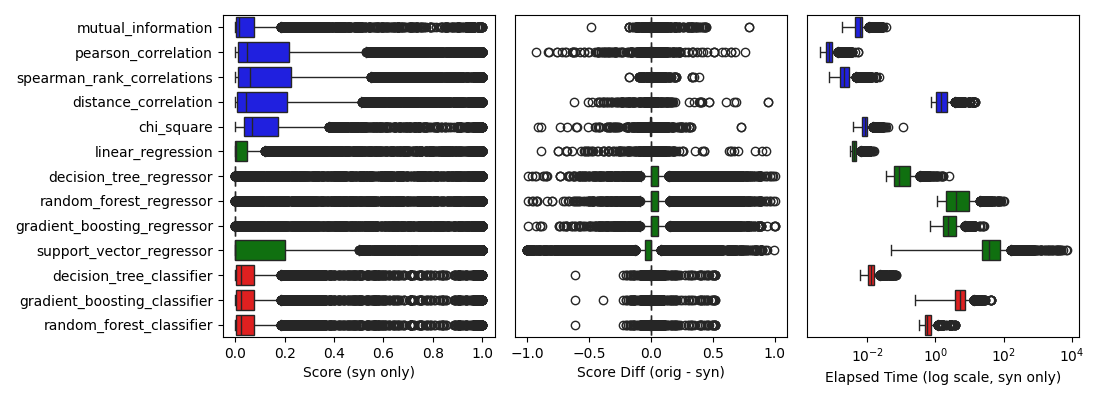 mutual_information
pearson_correlation
spearman_rank_correlations
distance_correlation
chi_square
linear_regression
decision_tree_regressor
random_forest_regressor
gradient_boosting_regressor
support_vector_regressor
decision_tree_classifier
gradient_boosting_classifier
random_forest_classifier
0.0 0.2 0.4 0.6 0.8 1.0
Score (syn only)
−1.0 −0.5 0.0 0.5 1.0
Score Diff (orig - syn)
10⁻² 10⁰ 10² 10⁴
Elapsed Time (log scale, syn only)